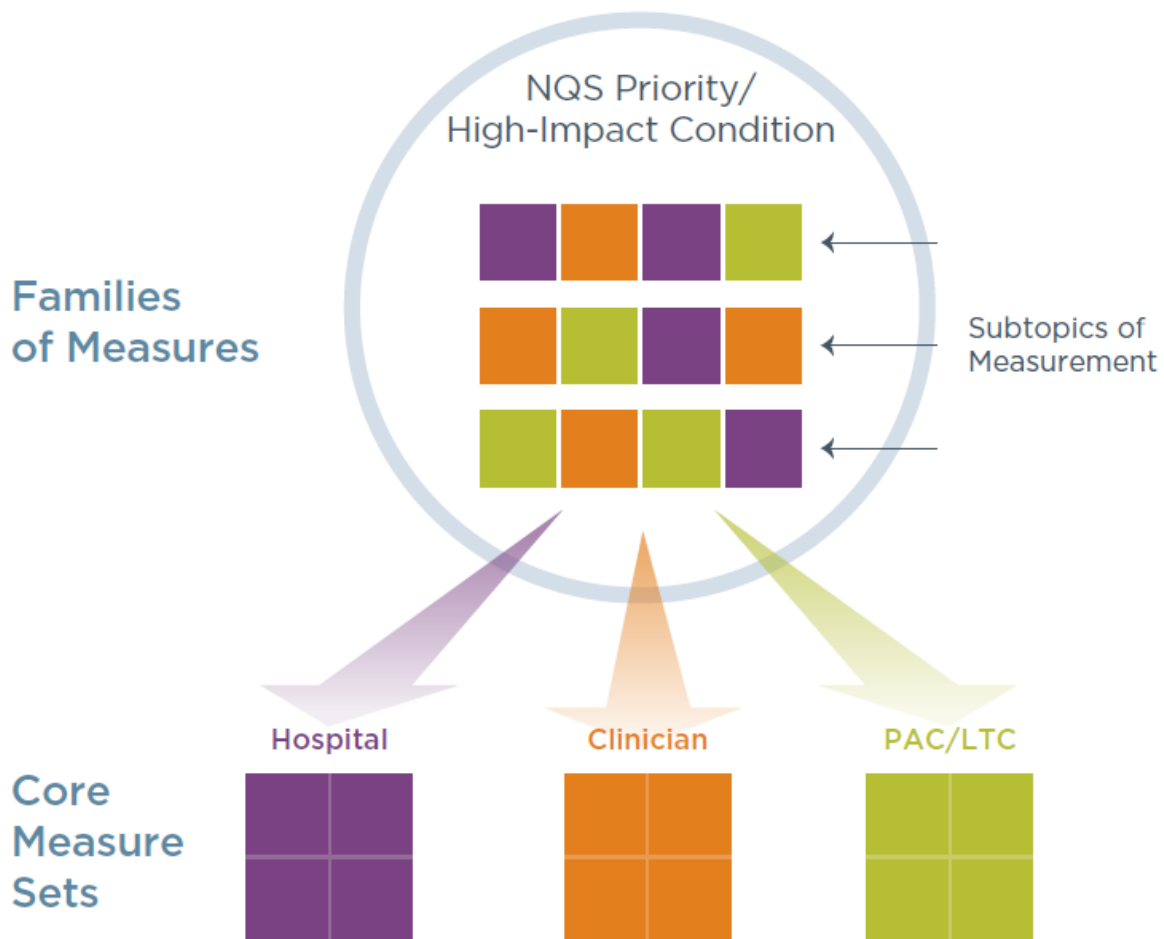 NQS Priority/
High-Impact Condition
Families
of Measures
Subtopics of
Measurement
Hospital
Clinician
PAC/LTC
Core
Measure
Sets